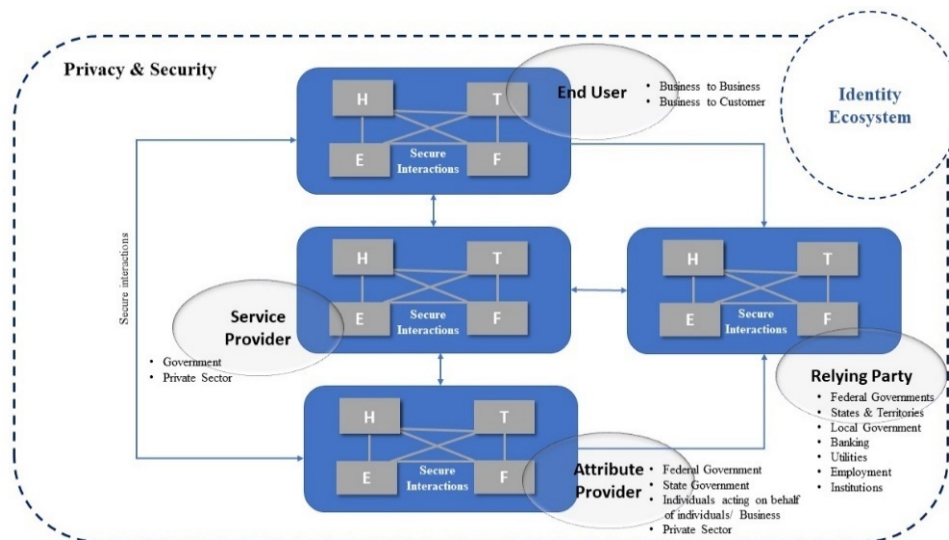 Privacy & Security
Identity
Ecosystem
H
T
E
F
Secure
Interactions
End User
• Business to Business
• Business to Customer
Secure interactions
H
T
E
F
Secure
Interactions
Service
Provider
• Government
• Private Sector
H
T
E
F
Secure
Interactions
Relying Party
• Federal Governments
• States & Territories
• Local Government
• Banking
• Utilities
• Employment
• Institutions
H
T
E
F
Secure
Interactions
Attribute
Provider
• Federal Government
• State Government
• Individuals acting on behalf
of individuals/ Business
• Private Sector